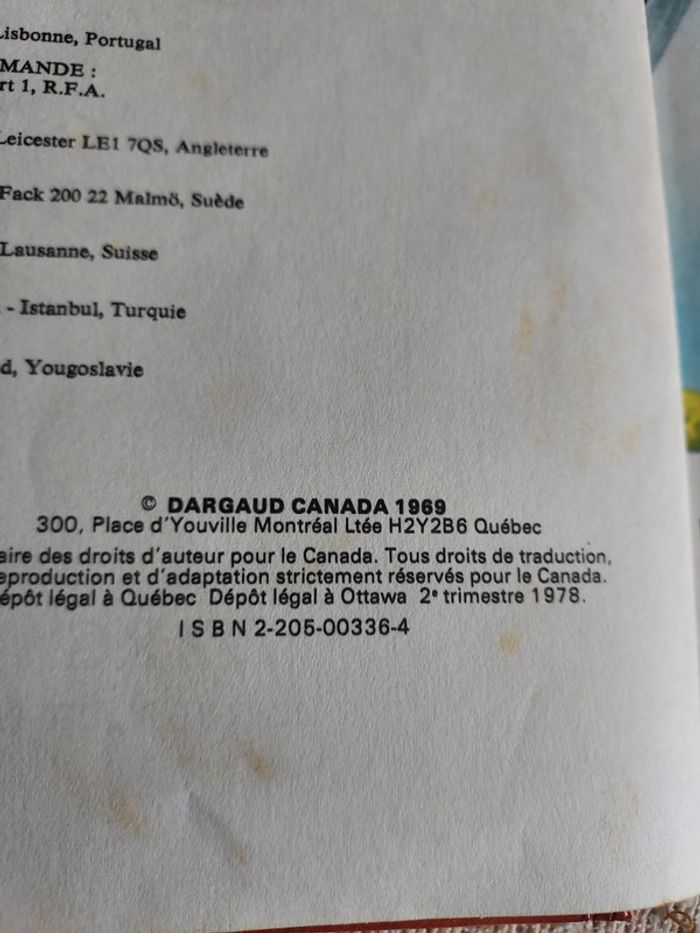 Lisbonne, Portugal
MANDE :
rt 1, R.F.A.
Leicester LE1 7QS, Angleterre
Fack 200 22 Malmö, Suède
Lausanne, Suisse
- Istanbul, Turquie
d, Yougoslavie
© DARGAUD CANADA 1969
300, Place d'Youville Montréal Ltée H2Y2B6 Québec
aire des droits d'auteur pour le Canada. Tous droits de traduction,
eproduction et d'adaptation strictement réservés pour le Canada.
épôt légal à Québec Dépôt légal à Ottawa 2e trimestre 1978.
ISBN 2-205-00336-4